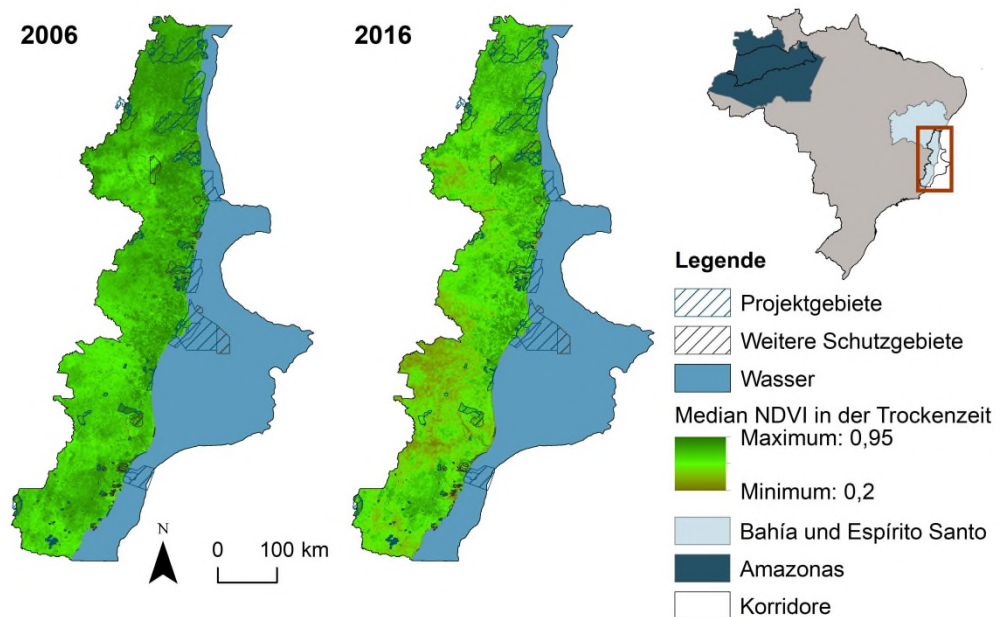 2006
2016
Legende
Projektgebiete
Weitere Schutzgebiete
Wasser
Median NDVI in der Trockenzeit
Maximum: 0,95
Minimum: 0,2
Bahía und Espírito Santo
Amazonas
Korridore
N
0 100 km